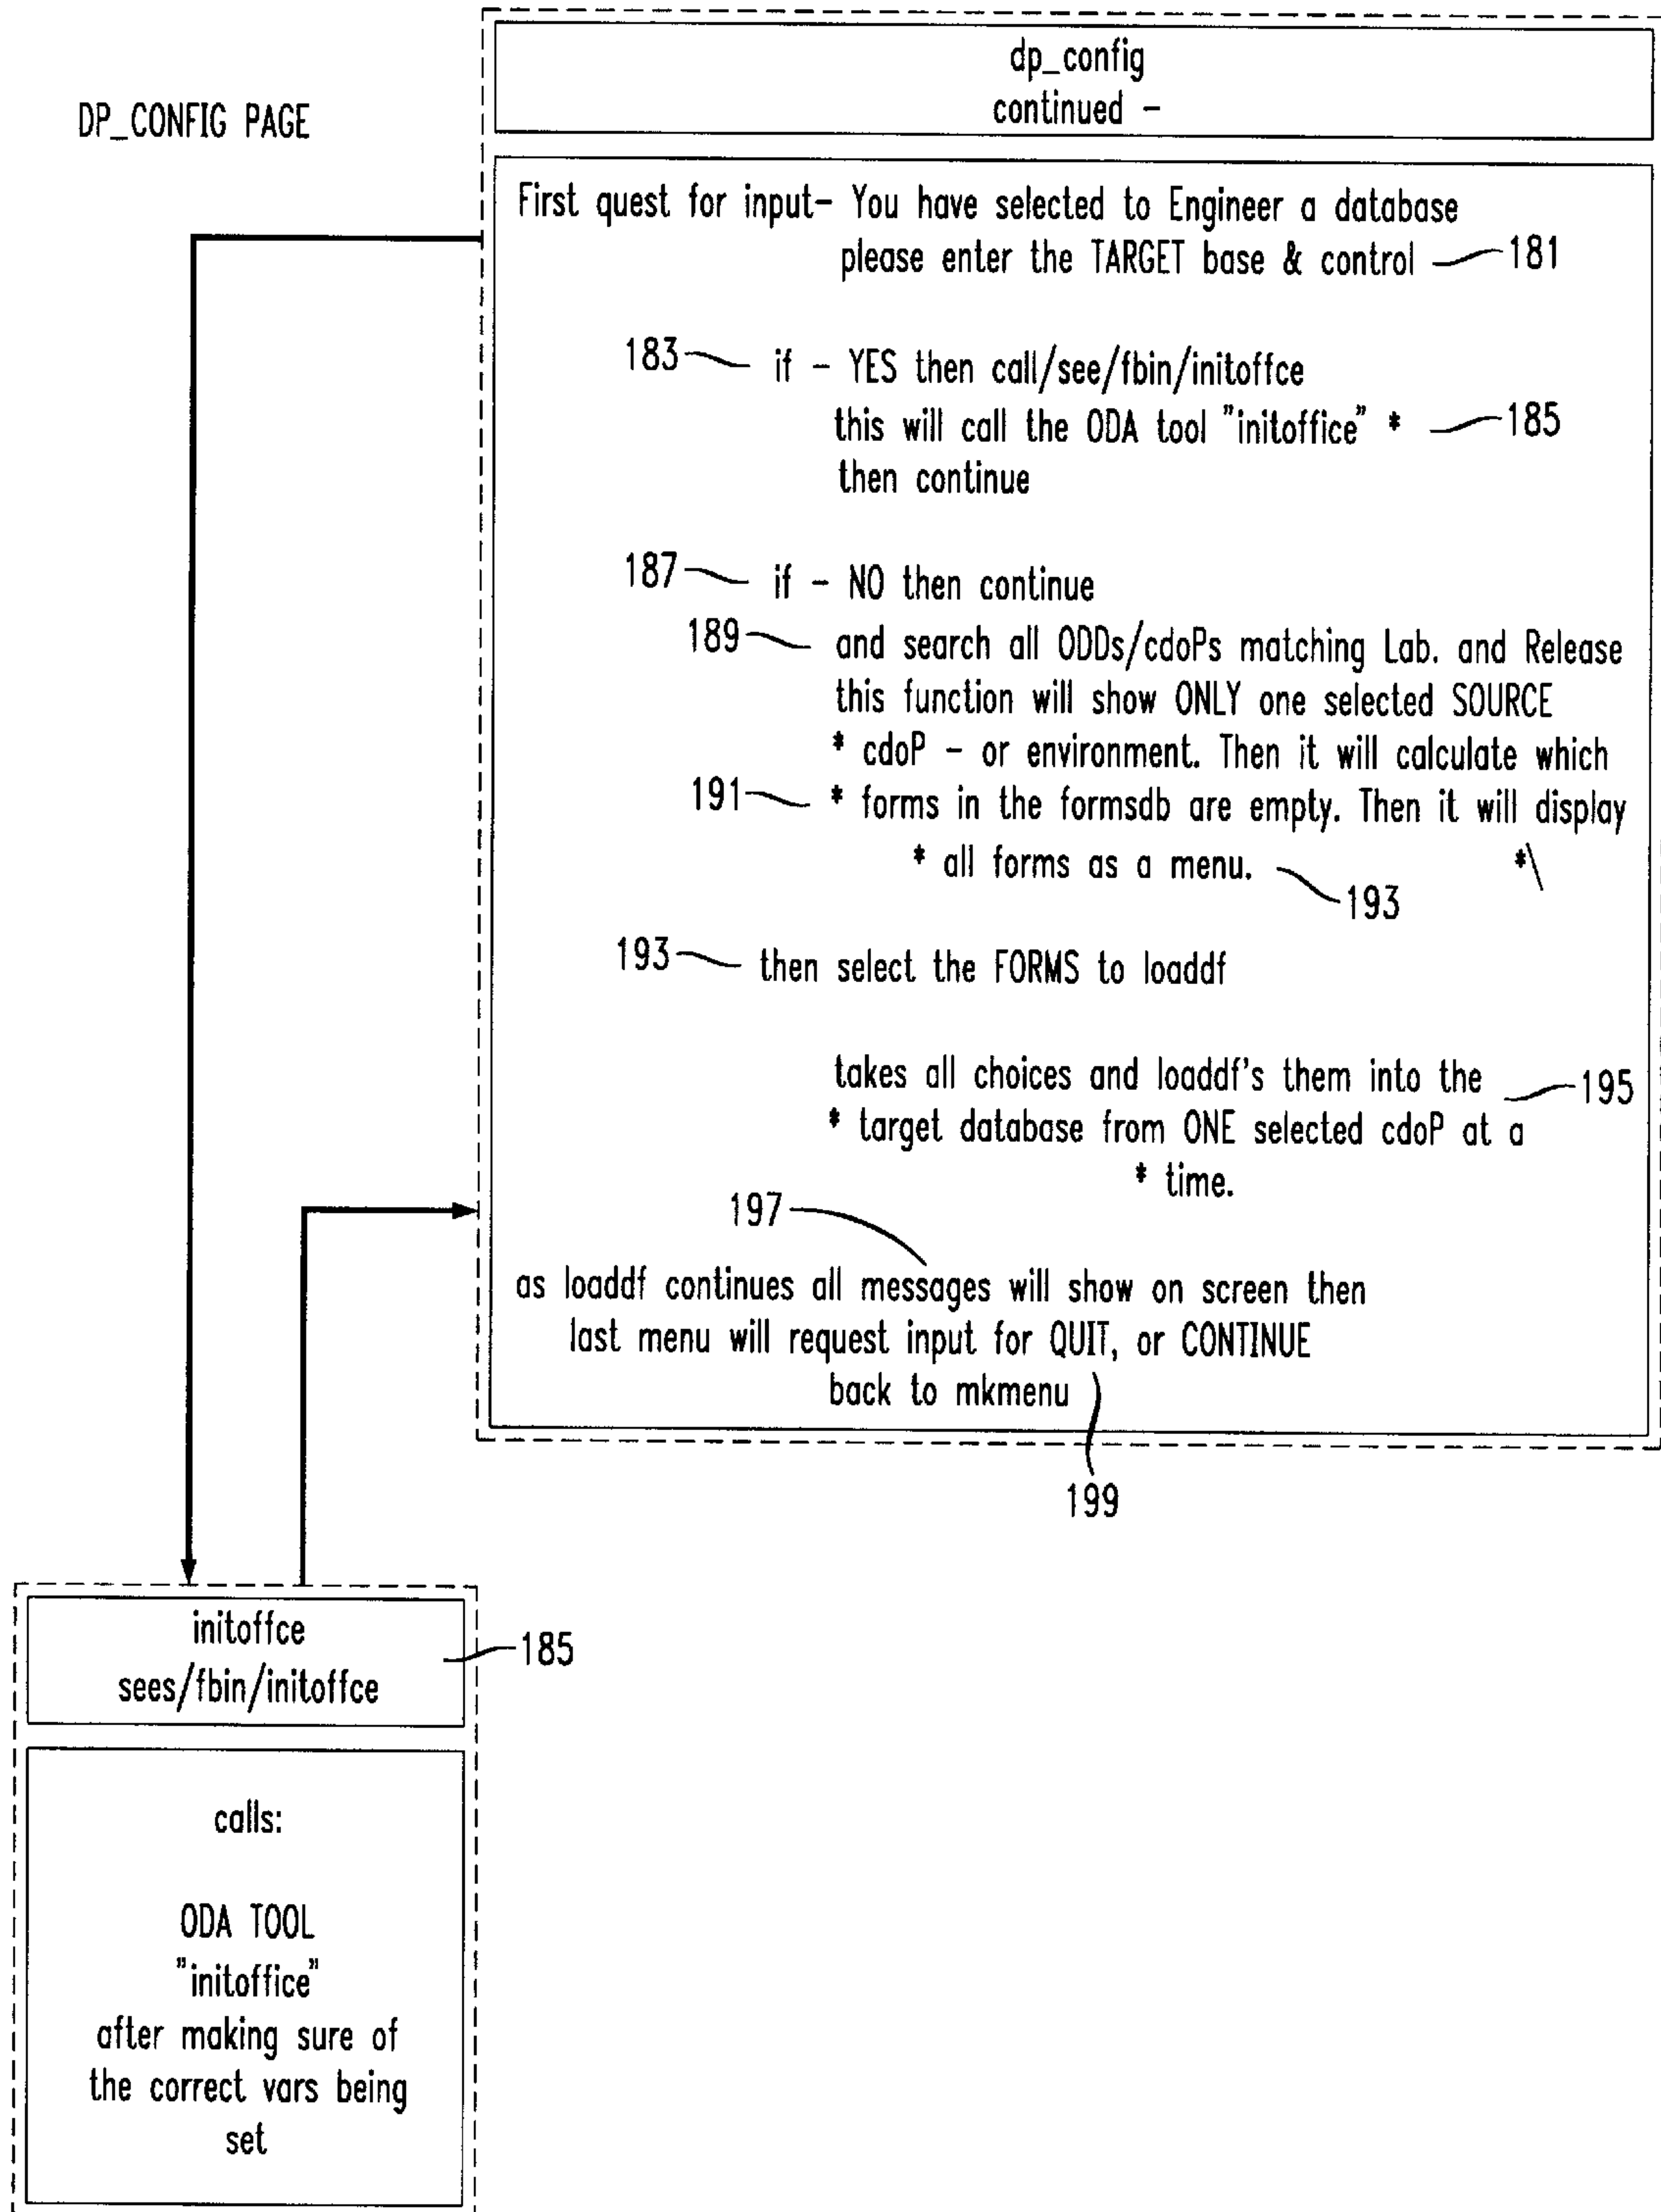 DP_CONFIG PAGE
dp_config
continued -
First quest for input- You have selected to Engineer a database
please enter the TARGET base & control 181
183 if - YES then call/see/fbin/initoffce
this will call the ODA tool "initoffice" * 185
then continue
187 if - NO then continue
189 and search all ODDs/cdoPs matching Lab. and Release
this function will show ONLY one selected SOURCE
* cdoP - or environment. Then it will calculate which
191 * forms in the formsdb are empty. Then it will display
* all forms as a menu. *\
193
193 then select the FORMS to loaddf
takes all choices and loaddf's them into the 195
* target database from ONE selected cdoP at a
* time.
197
as loaddf continues all messages will show on screen then
last menu will request input for QUIT, or CONTINUE
back to mkmenu
199
initoffce
sees/fbin/initoffce
185
calls:
ODA TOOL
"initoffice"
after making sure of
the correct vars being
set